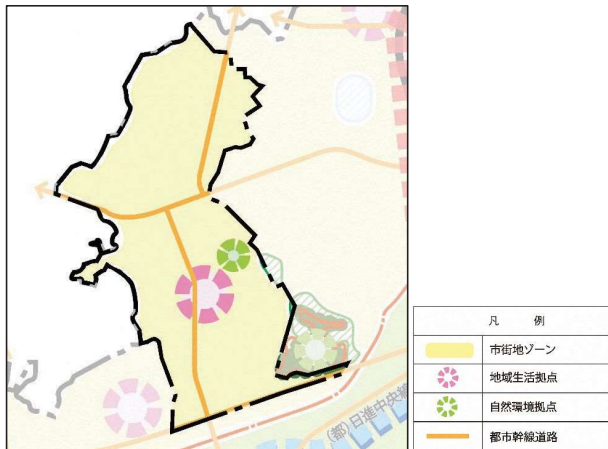 (都)日進中央線
凡 例
市街地ゾーン
地域生活拠点
自然環境拠点
都市幹線道路